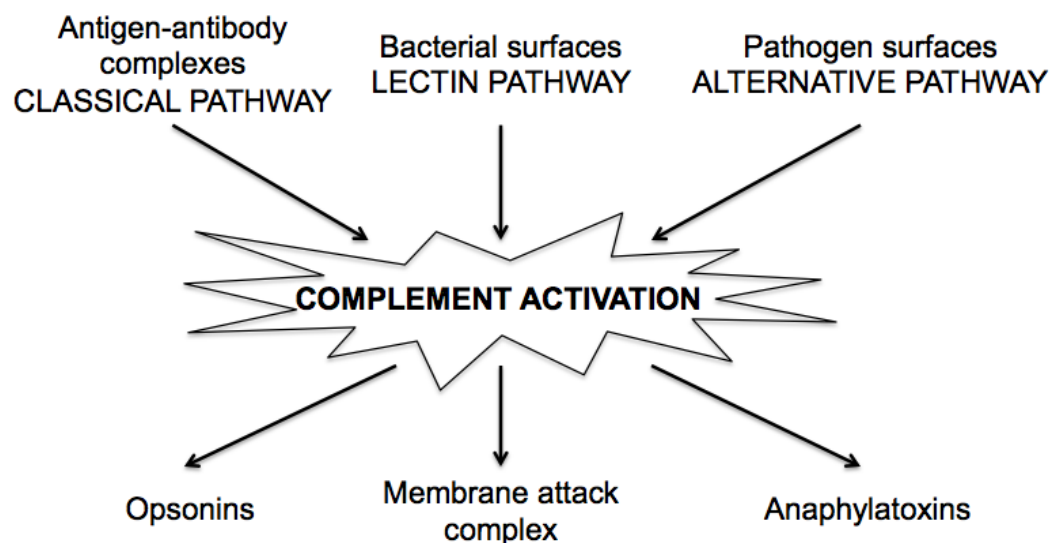 Antigen-antibody
complexes
CLASSICAL PATHWAY
Bacterial surfaces
LECTIN PATHWAY
Pathogen surfaces
ALTERNATIVE PATHWAY
COMPLEMENT ACTIVATION
Opsonins
Membrane attack
complex
Anaphylatoxins